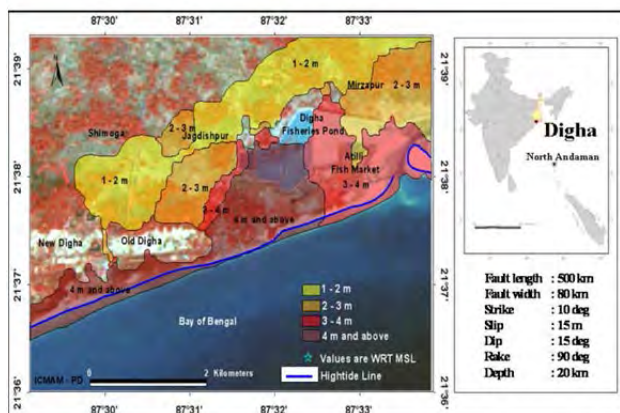 87°30' 87°31' 87°32' 87°33'
21°39'
21°38'
21°37'
21°36'
N
1 - 2 m
Mirzapur
2 - 3 m
Digha
Fisheries Pond
2 - 3 m
Shimoga
Jagdishpur
Atilli
Fish Market
1 - 2 m
2 - 3 m
3 - 4 m
3 - 4 m
4 m and above
New Digha
Old Digha
4 m and above
Bay of Bengal
1 - 2 m
2 - 3 m
3 - 4 m
4 m and above
Values are WRT MSL
Hightide Line
ICMAM - PD
0 2 Kilometers
87°30' 87°31' 87°32' 87°33'
21°39'
21°38'
21°37'
21°36'
Digha
North Andaman
Fault length : 500 km
Fault width : 80 km
Strike : 10 deg
Slip : 15 m
Dip : 15 deg
Rake : 90 deg
Depth : 20 km